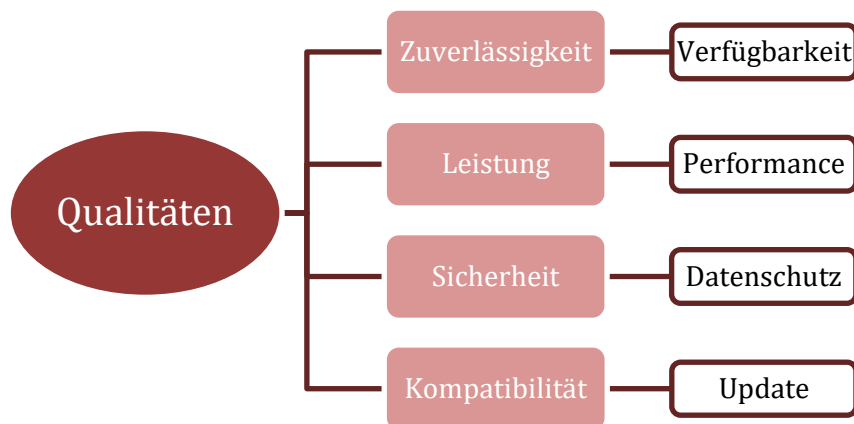 Qualitäten
Zuverlässigkeit
Verfügbarkeit
Leistung
Performance
Sicherheit
Datenschutz
Kompatibilität
Update